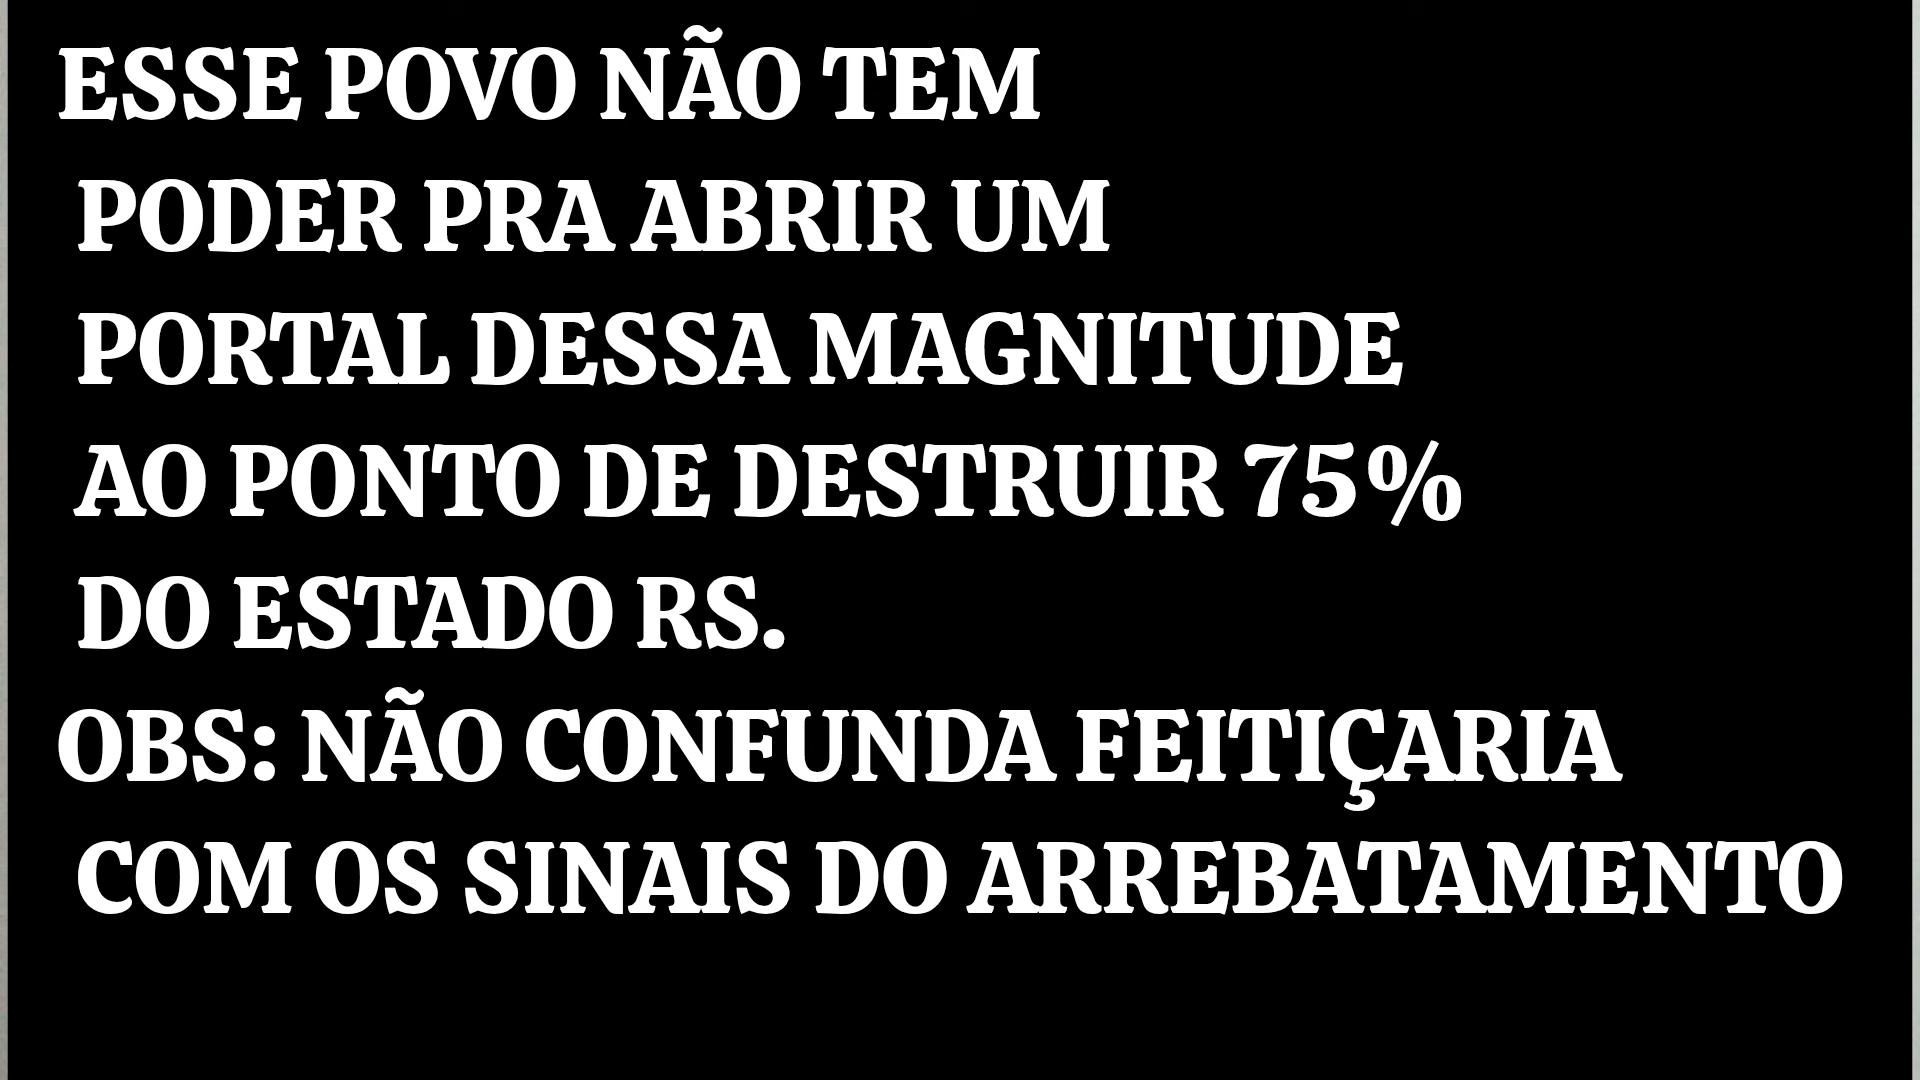 ESSE POVO NÃO TEM
PODER PRA ABRIR UM
PORTAL DESSA MAGNITUDE
AO PONTO DE DESTRUIR 75%
DO ESTADO RS.
OBS: NÃO CONFUNDA FEITIÇARIA
COM OS SINAIS DO ARREBATAMENTO